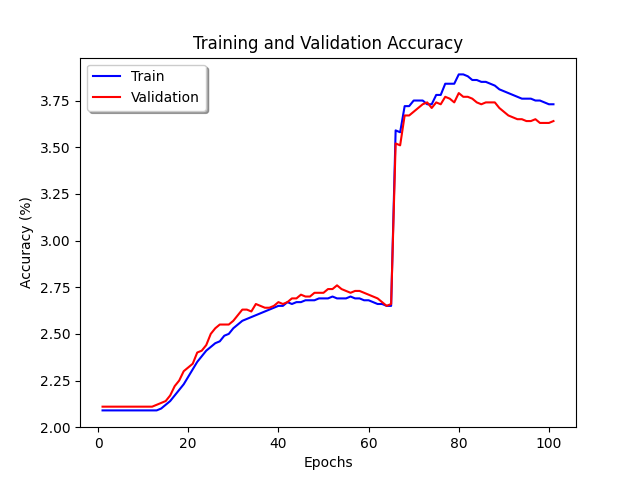 Training and Validation Accuracy
Train
Validation
Accuracy (%)
3.75
3.50
3.25
3.00
2.75
2.50
2.25
2.00
0 20 40 60 80 100
Epochs